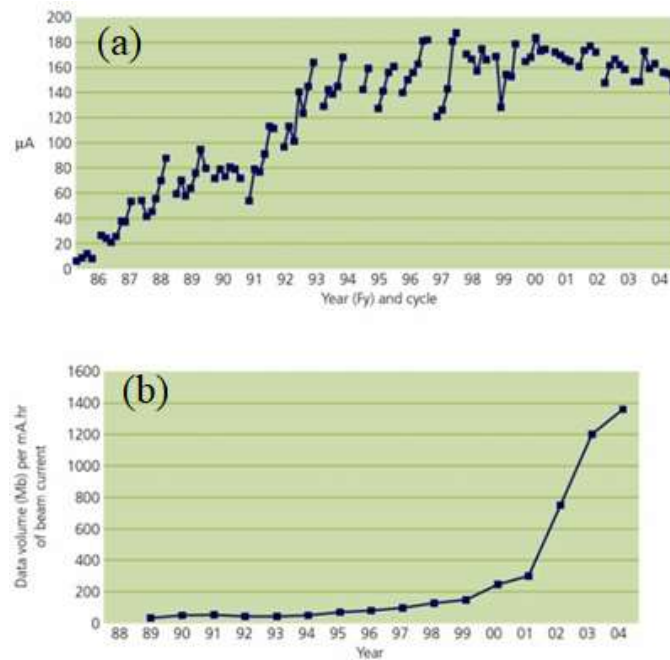 (a)
200
180
160
140
120
100
80
60
40
20
0
μA
86 87 88 89 90 91 92 93 94 95 96 97 98 99 00 01 02 03 04
Year (Fy) and cycle
(b)
1600
1400
1200
1000
800
600
400
200
0
Data volume (Mb) per mA.hr
of beam current
88 89 90 91 92 93 94 95 96 97 98 99 00 01 02 03 04
Year